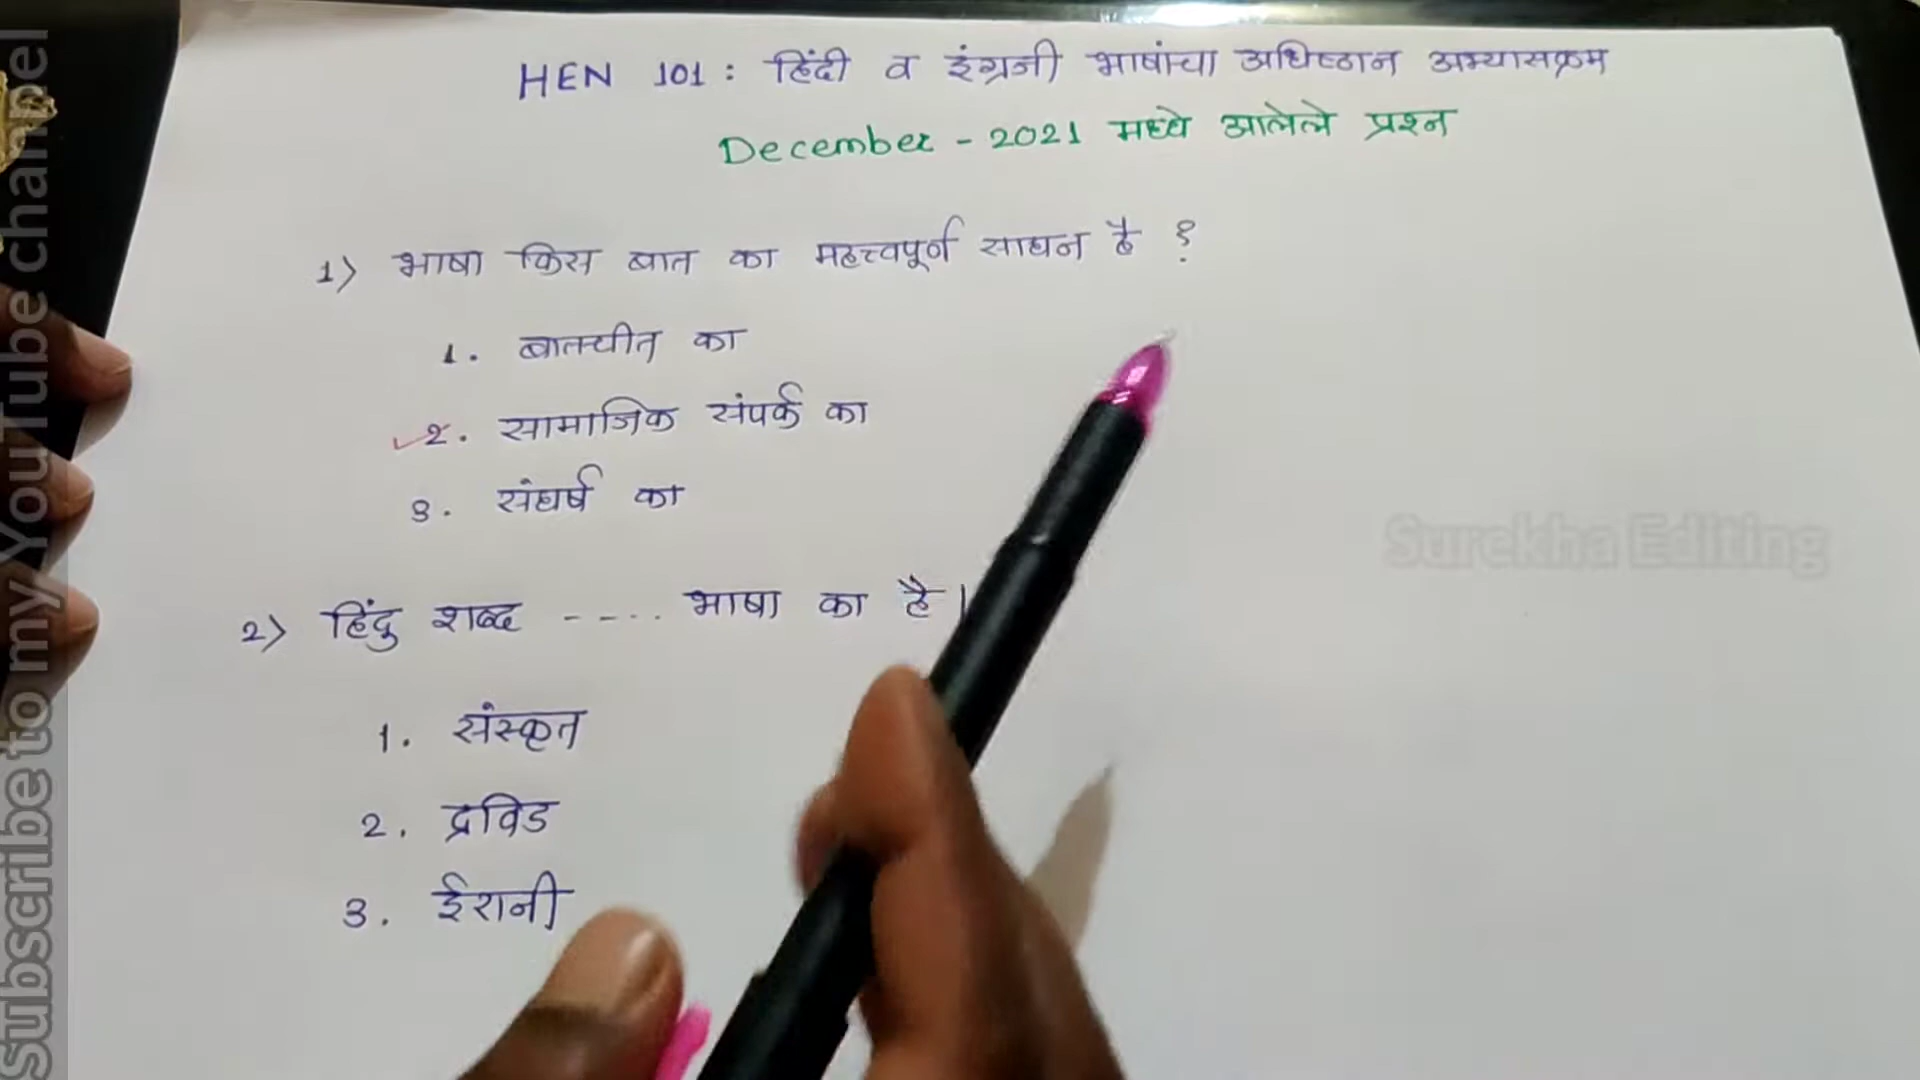 HEN 101 : हिंदी व इंग्रजी भाषांचा अधिष्ठान अभ्यासक्रम
December - 2021 मध्ये आलेले प्रश्न
1) भाषा किस बात का महत्त्वपूर्ण साधन है ?
1. बातचीत का
2. सामाजिक संपर्क का
3. संघर्ष का
2) हिंदु शब्द ----. भाषा का है।
1. संस्कृत
2. द्रविड
3. ईरानी
Subscribe to my YouTube channel
Surekha Editing